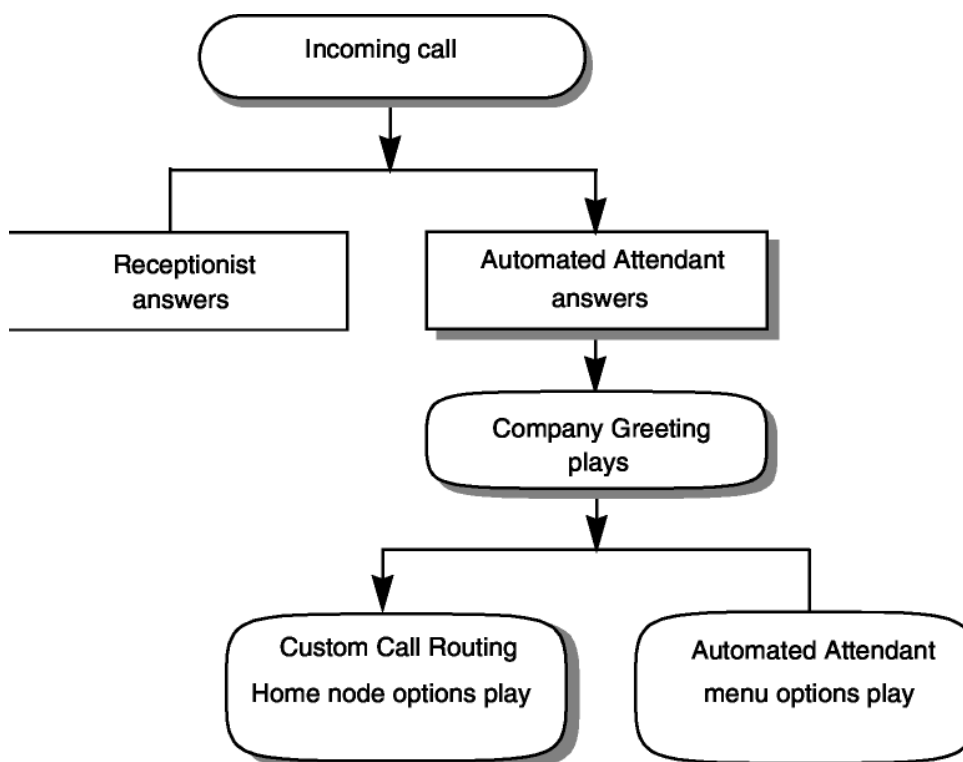 Incoming call
Receptionist
answers
Automated Attendant
answers
Company Greeting
plays
Custom Call Routing
Home node options play
Automated Attendant
menu options play